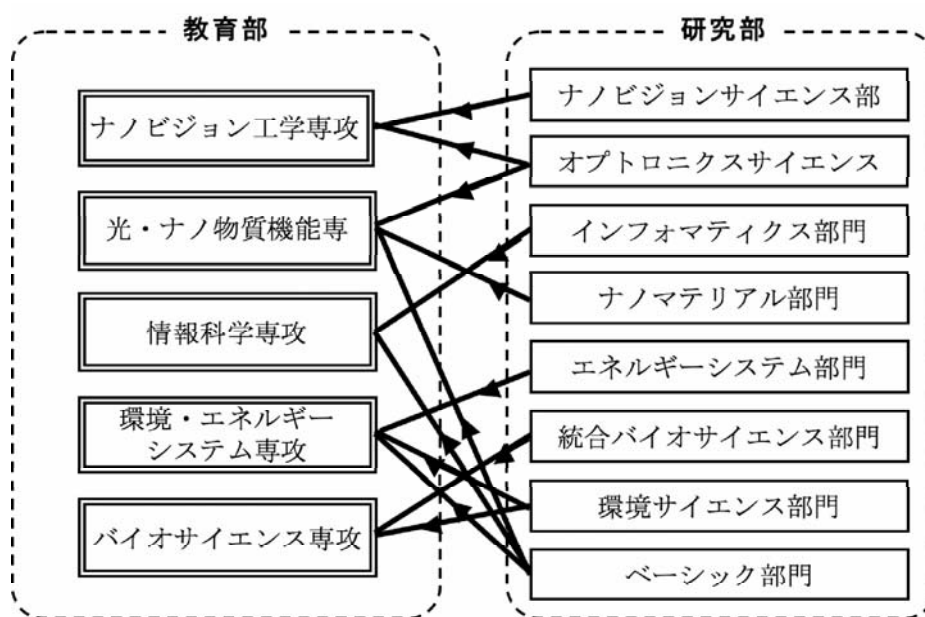 教育部
ナノビジョン工学専攻
光・ナノ物質機能専
情報科学専攻
環境・エネルギー
システム専攻
バイオサイエンス専攻
研究部
ナノビジョンサイエンス部
オプトロニクスサイエンス
インフォマティクス部門
ナノマテリアル部門
エネルギーシステム部門
統合バイオサイエンス部門
環境サイエンス部門
ベーシック部門